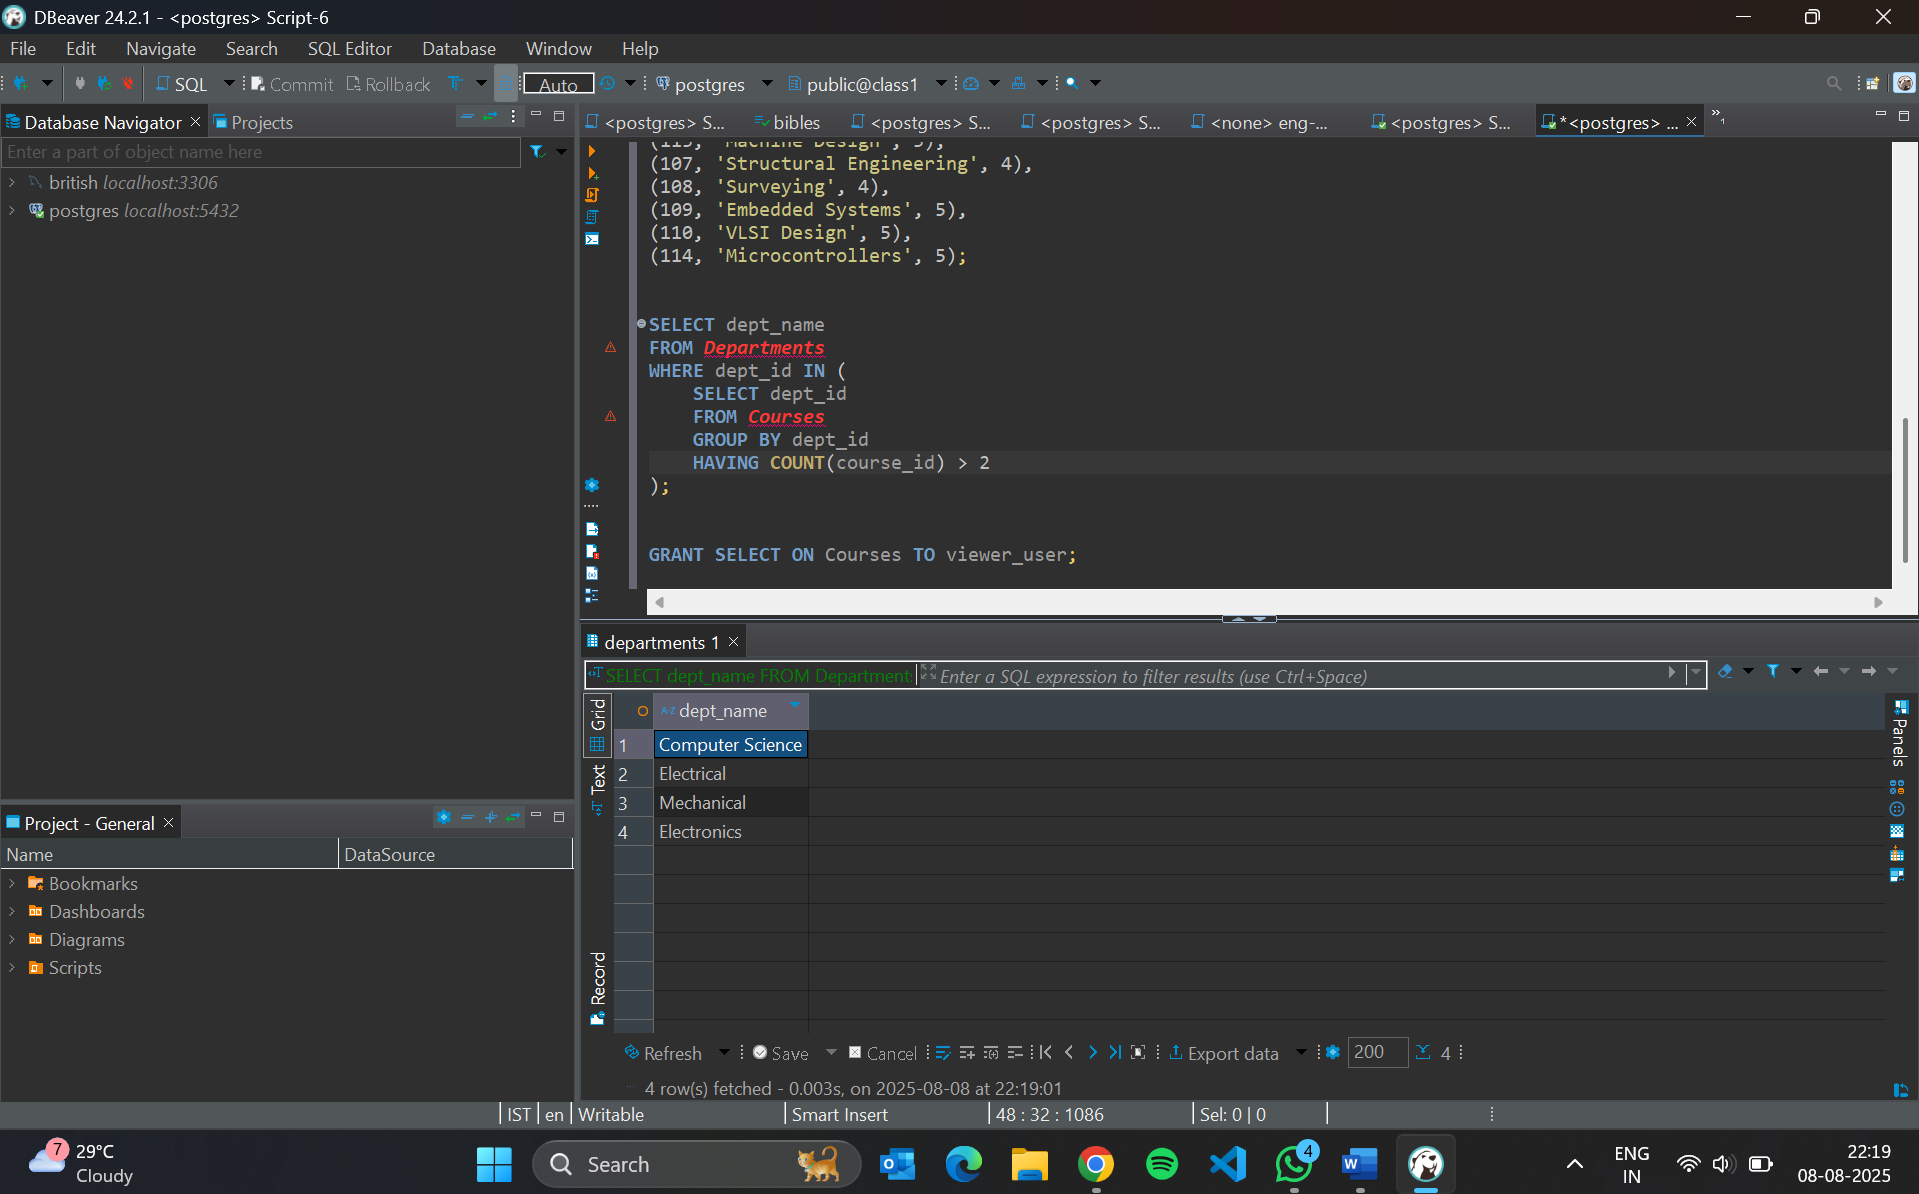 DBeaver 24.2.1 - <postgres> Script-6
File Edit Navigate Search SQL Editor Database Window Help
SQL Commit Rollback Auto postgres public@class1
Database Navigator Projects
<postgres> S... bibles <postgres> S... <postgres> S... <none> eng-... <postgres> S... *<postgres> ... »1
Enter a part of object name here
british localhost:3306
postgres localhost:5432
'Machine Design',
(107, 'Structural Engineering', 4),
(108, 'Surveying', 4),
(109, 'Embedded Systems', 5),
(110, 'VLSI Design', 5),
(114, 'Microcontrollers', 5);
SELECT dept_name
FROM Departments
WHERE dept_id IN (
SELECT dept_id
FROM Courses
GROUP BY dept_id
HAVING COUNT(course_id) > 2
);
GRANT SELECT ON Courses TO viewer_user;
departments 1
SELECT dept_name FROM Department
Enter a SQL expression to filter results (use Ctrl+Space)
Grid
Text
Record
Panels
A-Z dept_name
1 Computer Science
2 Electrical
3 Mechanical
4 Electronics
Project - General
Name DataSource
Bookmarks
Dashboards
Diagrams
Scripts
Refresh Save Cancel Export data 200 4
4 row(s) fetched - 0.003s, on 2025-08-08 at 22:19:01
IST en Writable Smart Insert 48 : 32 : 1086 Sel: 0 | 0
7
29°C
Cloudy
Search
4
ENG
IN
22:19
08-08-2025